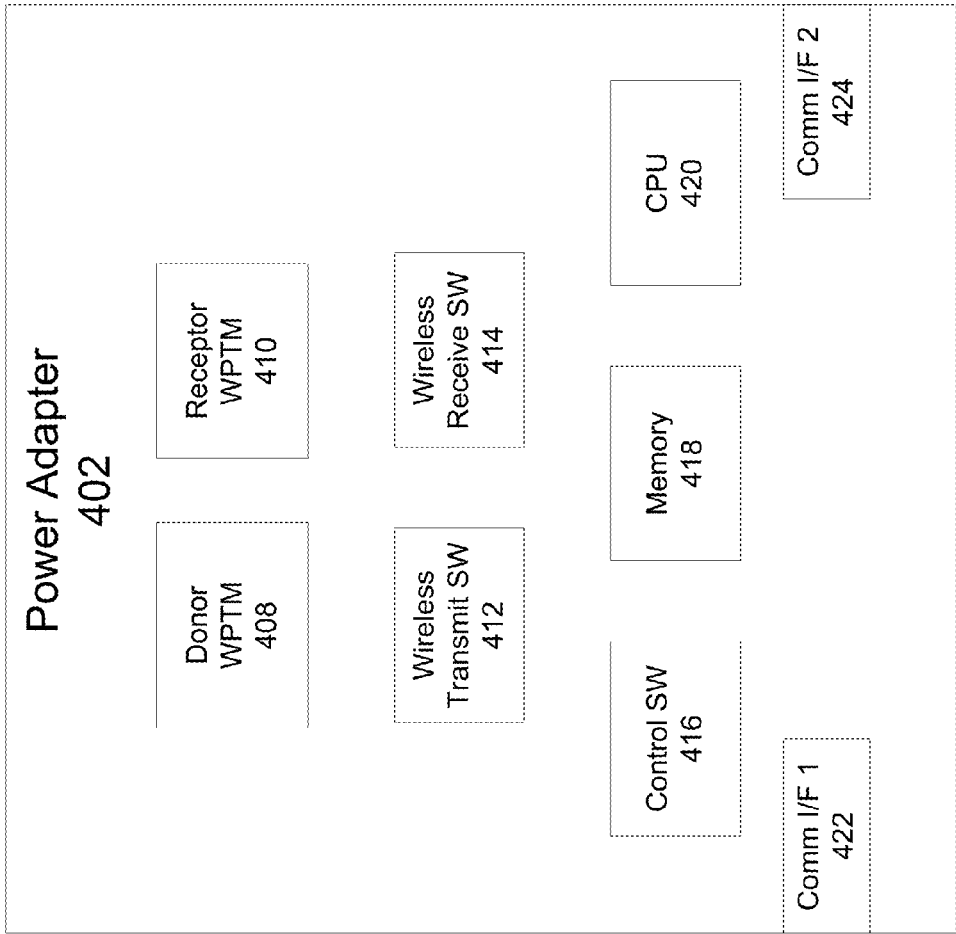 Power Adapter
402
Donor
WPTM
408
Receptor
WPTM
410
Wireless
Transmit SW
412
Wireless
Receive SW
414
Control SW
416
Memory
418
CPU
420
Comm I/F 1
422
Comm I/F 2
424